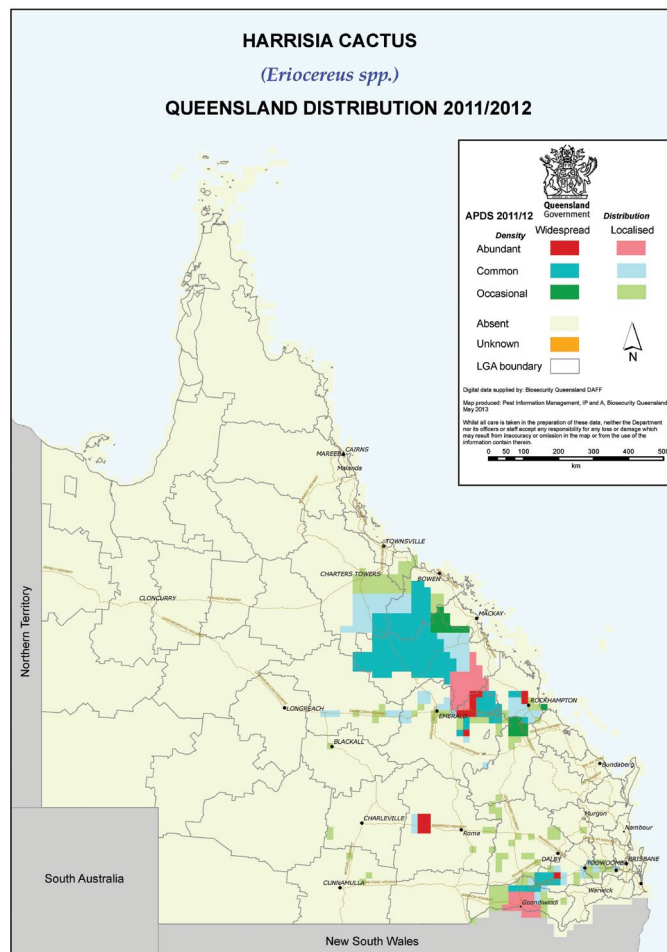 HARRISIA CACTUS
(Eriocereus spp.)
QUEENSLAND DISTRIBUTION 2011/2012
Queensland
Government
APDS 2011/12 Distribution
Density Widespread Localised
Abundant
Common
Occasional
Absent
Unknown
LGA boundary
N
Digital data supplied by: Biosecurity Queensland DAFF
Map produced: Pest Information Management, IP and A, Biosecurity Queensland
May 2013
Whilst all care is taken in the preparation of these data, neither the Department
nor its officers or staff accept any responsibility for any loss or damage which
may result from inaccuracy or omission in the map or from the use of the
information contain therein.
0 50 100 200 300 400 500
km
CAIRNS
MAREEBA
Malanda
TOWNSVILLE
CHARTERS TOWERS
BOWEN
CLONCURRY
MACKAY
Northern Territory
LONGREACH
EMERALD
ROCKHAMPTON
BLACKALL
Bundaberg
CHARLEVILLE
Roma
Murgon
Nambour
DALBY
TOOWOOMBA
BRISBANE
South Australia
CUNNAMULLA
Warwick
Goondiwindi
New South Wales